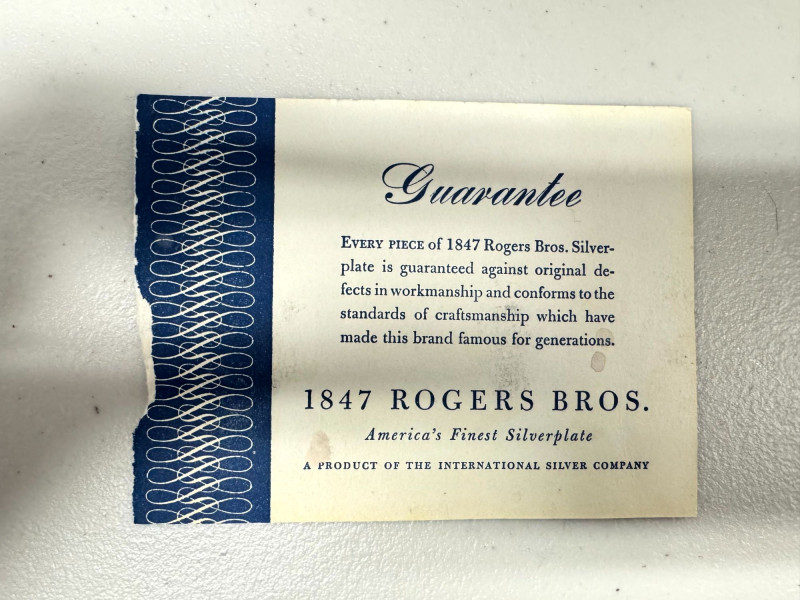 Guarantee
EVERY PIECE of 1847 Rogers Bros. Silver-
plate is guaranteed against original de-
fects in workmanship and conforms to the
standards of craftsmanship which have
made this brand famous for generations.
1847 ROGERS BROS.
America's Finest Silverplate
A PRODUCT OF THE INTERNATIONAL SILVER COMPANY